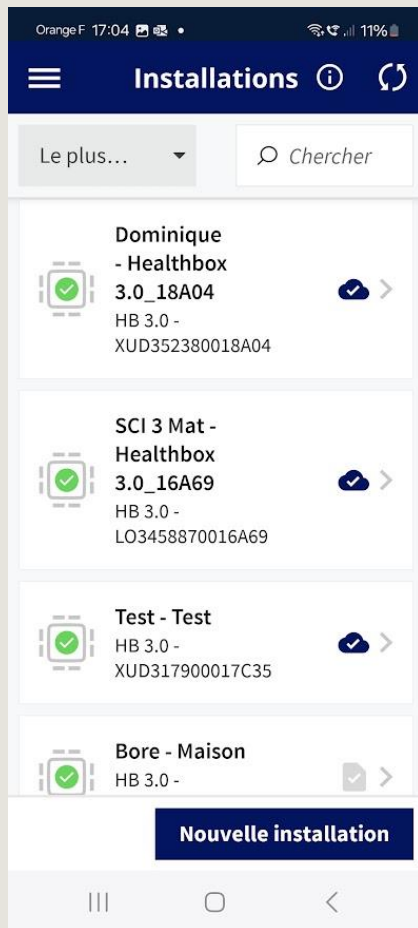 Orange F 17:04
11%
Installations
Le plus...
Chercher
Dominique
- Healthbox
3.0_18A04
HB 3.0 -
XUD352380018A04
SCI 3 Mat -
Healthbox
3.0_16A69
HB 3.0 -
LO3458870016A69
Test - Test
HB 3.0 -
XUD317900017C35
Bore - Maison
HB 3.0 -
Nouvelle installation